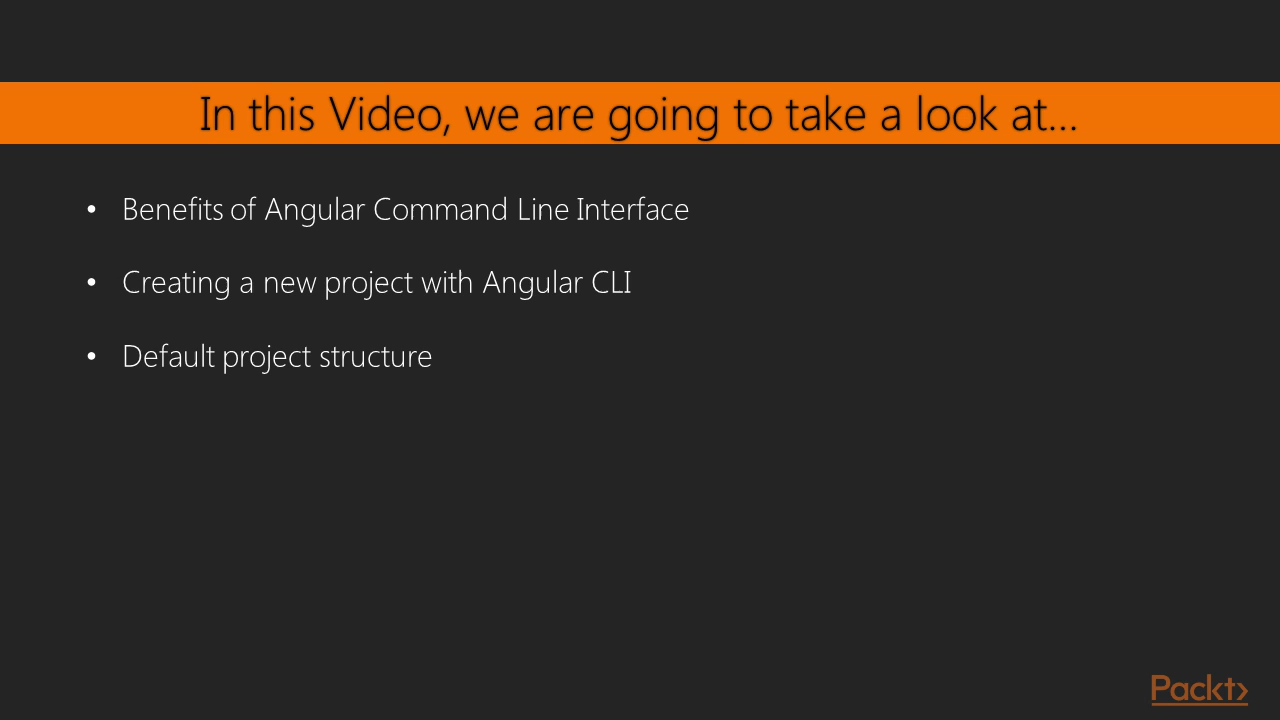 In this Video, we are going to take a look at...
• Benefits of Angular Command Line Interface
• Creating a new project with Angular CLI
• Default project structure
Packt>